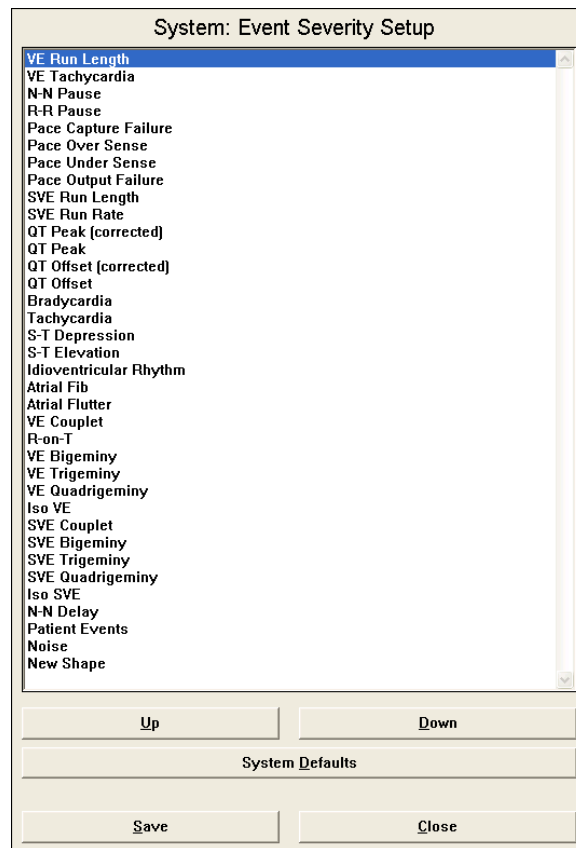 System: Event Severity Setup
VE Run Length
VE Tachycardia
N-N Pause
R-R Pause
Pace Capture Failure
Pace Over Sense
Pace Under Sense
Pace Output Failure
SVE Run Length
SVE Run Rate
QT Peak (corrected)
QT Peak
QT Offset (corrected)
QT Offset
Bradycardia
Tachycardia
S-T Depression
S-T Elevation
Idioventricular Rhythm
Atrial Fib
Atrial Flutter
VE Couplet
R-on-T
VE Bigeminy
VE Trigeminy
VE Quadrigeminy
Iso VE
SVE Couplet
SVE Bigeminy
SVE Trigeminy
SVE Quadrigeminy
Iso SVE
N-N Delay
Patient Events
Noise
New Shape
Up Down
System Defaults
Save Close